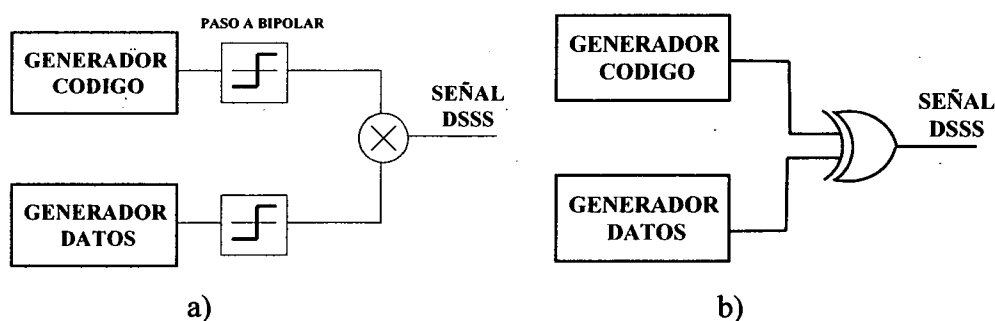 PASO A BIPOLAR
GENERADOR
CODIGO
SEÑAL
DSSS
GENERADOR
DATOS
a)
GENERADOR
CODIGO
SEÑAL
DSSS
GENERADOR
DATOS
b)